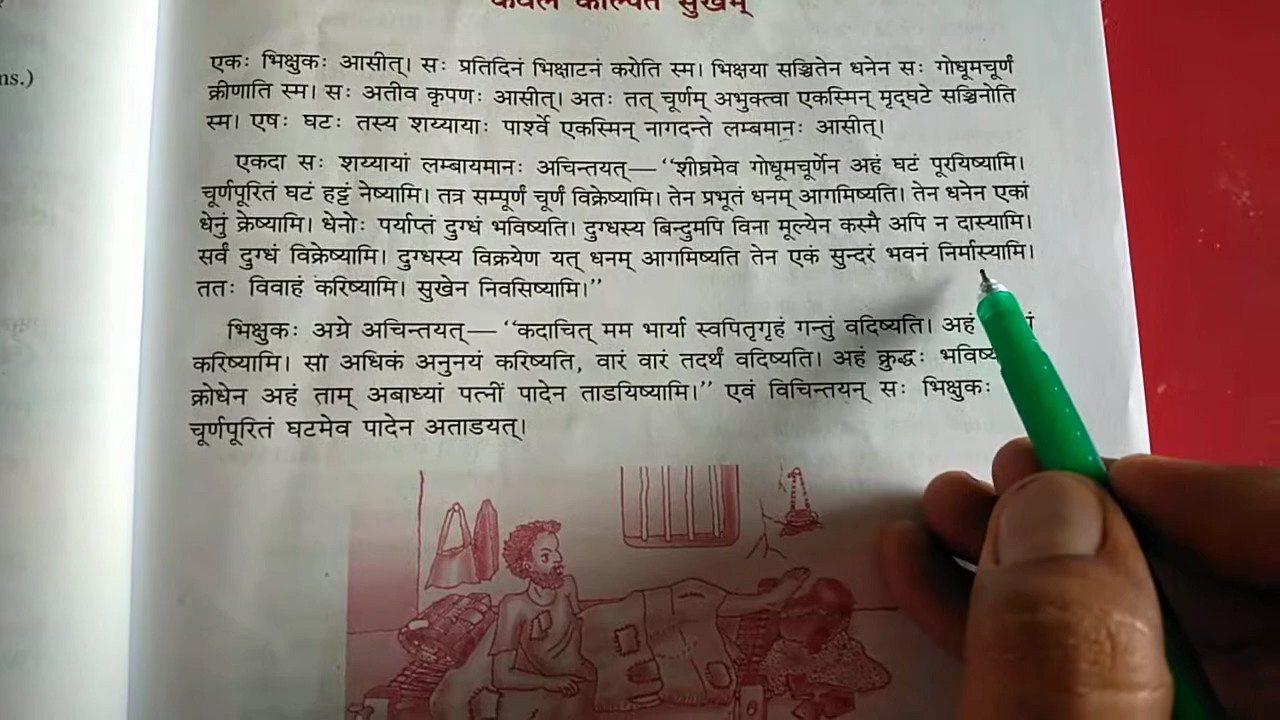 ns.)
केवलं काल्पितं सुखम्
एकः भिक्षुकः आसीत्। सः प्रतिदिनं भिक्षाटनं करोति स्म। भिक्षया सञ्चितेन धनेन सः गोधूमचूर्णं
क्रीणाति स्म। सः अतीव कृपणः आसीत्। अतः तत् चूर्णम् अभुक्त्वा एकस्मिन् मृद्घटे सञ्चिनोति
स्म। एषः घटः तस्य शय्यायाः पार्श्वे एकस्मिन् नागदन्ते लम्बमानः आसीत्।
एकदा सः शय्यायां लम्बायमानः अचिन्तयत्— ‘‘शीघ्रमेव गोधूमचूर्णेन अहं घटं पूरयिष्यामि।
चूर्णपूरितं घटं हट्टं नेष्यामि। तत्र सम्पूर्णं चूर्णं विक्रेष्यामि। तेन प्रभूतं धनम् आगमिष्यति। तेन धनेन एकां
धेनुं क्रेष्यामि। धेनोः पर्याप्तं दुग्धं भविष्यति। दुग्धस्य बिन्दुमपि विना मूल्येन कस्मै अपि न दास्यामि।
सर्वं दुग्धं विक्रेष्यामि। दुग्धस्य विक्रयेण यत् धनम् आगमिष्यति तेन एकं सुन्दरं भवनं निर्मास्यामि।
ततः विवाहं करिष्यामि। सुखेन निवसिष्यामि।’’
भिक्षुकः अग्रे अचिन्तयत्— ‘‘कदाचित् मम भार्या स्वपितृगृहं गन्तुं वदिष्यति। अहं
करिष्यामि। सा अधिकं अनुनयं करिष्यति, वारं वारं तदर्थं वदिष्यति। अहं क्रुद्धः
क्रोधेन अहं ताम् अबाध्यां पत्नीं पादेन ताडयिष्यामि।’’ एवं विचिन्तयन् सः भिक्षुकः
चूर्णपूरितं घटमेव पादेन अताडयत्।